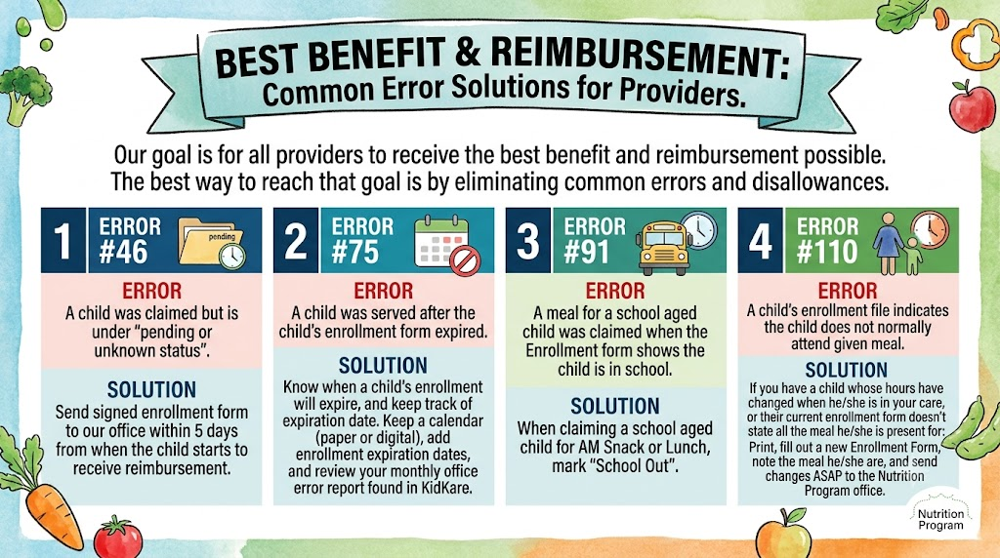 BEST BENEFIT & REIMBURSEMENT:
Common Error Solutions for Providers.
Our goal is for all providers to receive the best benefit and reimbursement possible.
The best way to reach that goal is by eliminating common errors and disallowances.
1
ERROR
#46
pending
ERROR
A child was claimed but is
under "pending or
unknown status".
SOLUTION
Send signed enrollment form
to our office within 5 days
from when the child starts to
receive reimbursement.
2
ERROR
#75
ERROR
A child was served after the
child's enrollment form expired.
SOLUTION
Know when a child's enrollment
will expire, and keep track of
expiration date. Keep a calendar
(paper or digital), add
enrollment expiration dates,
and review your monthly office
error report found in KidKare.
3
ERROR
#91
ERROR
A meal for a school aged
child was claimed when the
Enrollment form shows the
child is in school.
SOLUTION
When claiming a school aged
child for AM Snack or Lunch,
mark "School Out".
4
ERROR
#110
ERROR
A child's enrollment file indicates
the child does not normally
attend given meal.
SOLUTION
If you have a child whose hours have
changed when he/she is in your care,
or their current enrollment form doesn't
state all the meal he/she is present for:
Print, fill out a new Enrollment Form,
note the meal he/she are, and send
changes ASAP to the Nutrition
Program office.
Nutrition
Program